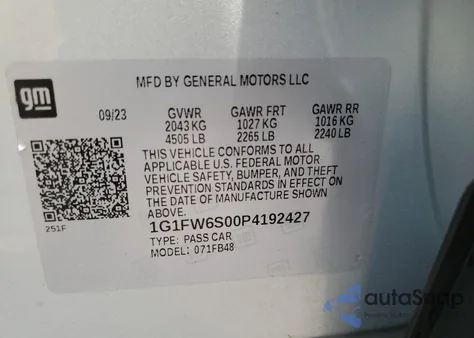 gm
MFD BY GENERAL MOTORS LLC
09/23 GVWR GAWR FRT GAWR RR
2043 KG 1027 KG 1016 KG
4505 LB 2265 LB 2240 LB
THIS VEHICLE CONFORMS TO ALL
APPLICABLE U.S. FEDERAL MOTOR
VEHICLE SAFETY, BUMPER, AND THEFT
PREVENTION STANDARDS IN EFFECT ON
THE DATE OF MANUFACTURE SHOWN ABOVE.
251F
1G1FW6S00P4192427
TYPE: PASS CAR
MODEL: 071FB48
autaSnap